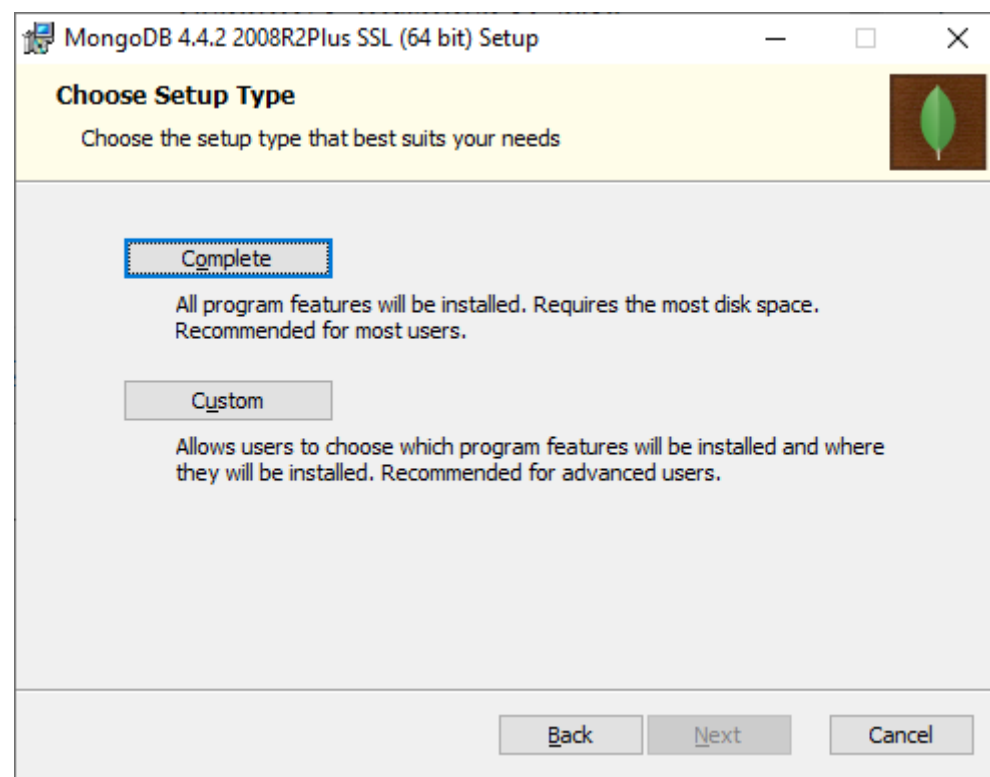 MongoDB 4.4.2 2008R2Plus SSL (64 bit) Setup
Choose Setup Type
Choose the setup type that best suits your needs
Complete
All program features will be installed. Requires the most disk space.
Recommended for most users.
Custom
Allows users to choose which program features will be installed and where
they will be installed. Recommended for advanced users.
Back
Next
Cancel